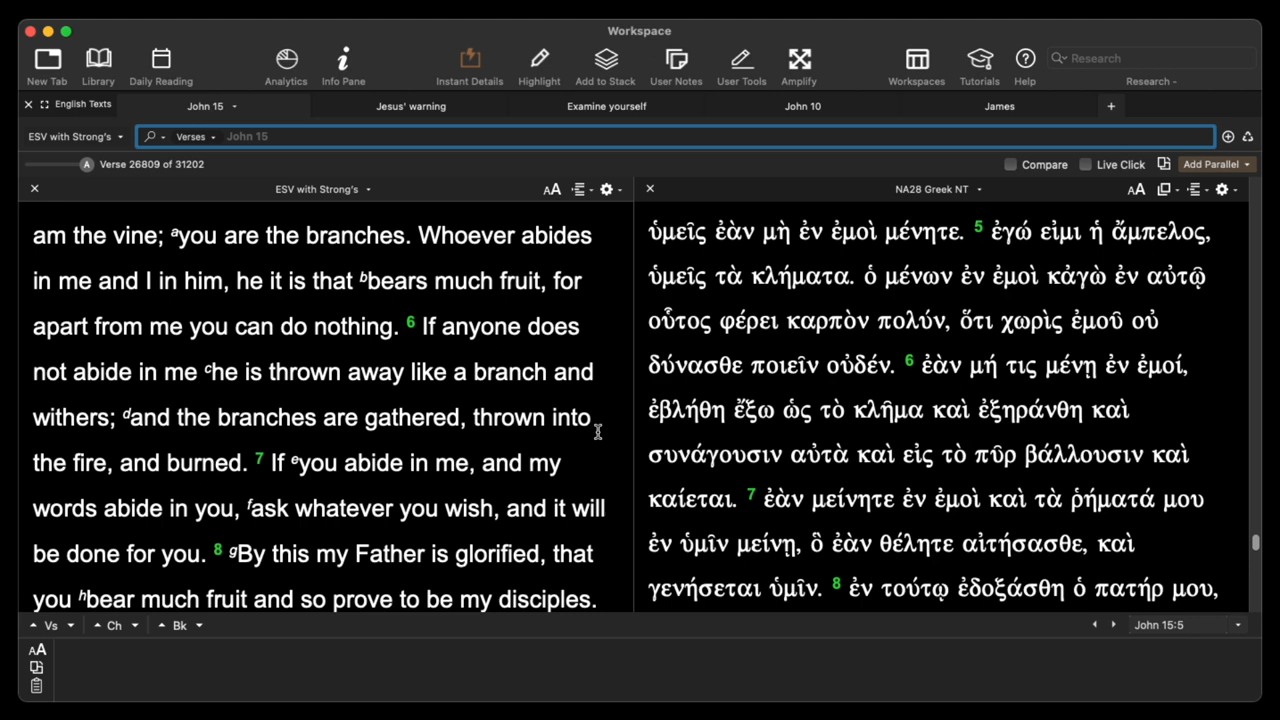 Workspace
New Tab Library Daily Reading Analytics Info Pane Instant Details Highlight Add to Stack User Notes User Tools Amplify Workspaces Tutorials Help Research
Research
English Texts John 15 Jesus' warning Examine yourself John 10 James +
ESV with Strong's Verses John 15
A Verse 26809 of 31202 Compare Live Click Add Parallel
ESV with Strong's AA
am the vine; ᵃyou are the branches. Whoever abides
in me and I in him, he it is that ᵇbears much fruit, for
apart from me you can do nothing. 6 If anyone does
not abide in me ᶜhe is thrown away like a branch and
withers; ᵈand the branches are gathered, thrown into
the fire, and burned. 7 If ᵉyou abide in me, and my
words abide in you, ᶠask whatever you wish, and it will
be done for you. 8 ᵍBy this my Father is glorified, that
you ʰbear much fruit and so prove to be my disciples.
NA28 Greek NT AA
ὑμεῖς ἐὰν μὴ ἐν ἐμοὶ μένητε. 5 ἐγώ εἰμι ἡ ἄμπελος,
ὑμεῖς τὰ κλήματα. ὁ μένων ἐν ἐμοὶ κἀγὼ ἐν αὐτῷ
οὗτος φέρει καρπὸν πολύν, ὅτι χωρὶς ἐμοῦ οὐ
δύνασθε ποιεῖν οὐδέν. 6 ἐὰν μή τις μένῃ ἐν ἐμοί,
ἐβλήθη ἔξω ὡς τὸ κλῆμα καὶ ἐξηράνθη καὶ
συνάγουσιν αὐτὰ καὶ εἰς τὸ πῦρ βάλλουσιν καὶ
καίεται. 7 ἐὰν μείνητε ἐν ἐμοὶ καὶ τὰ ῥήματά μου
ἐν ὑμῖν μείνῃ, ὃ ἐὰν θέλητε αἰτήσασθε, καὶ
γενήσεται ὑμῖν. 8 ἐν τούτῳ ἐδοξάσθη ὁ πατήρ μου,
Vs Ch Bk John 15:5
AA